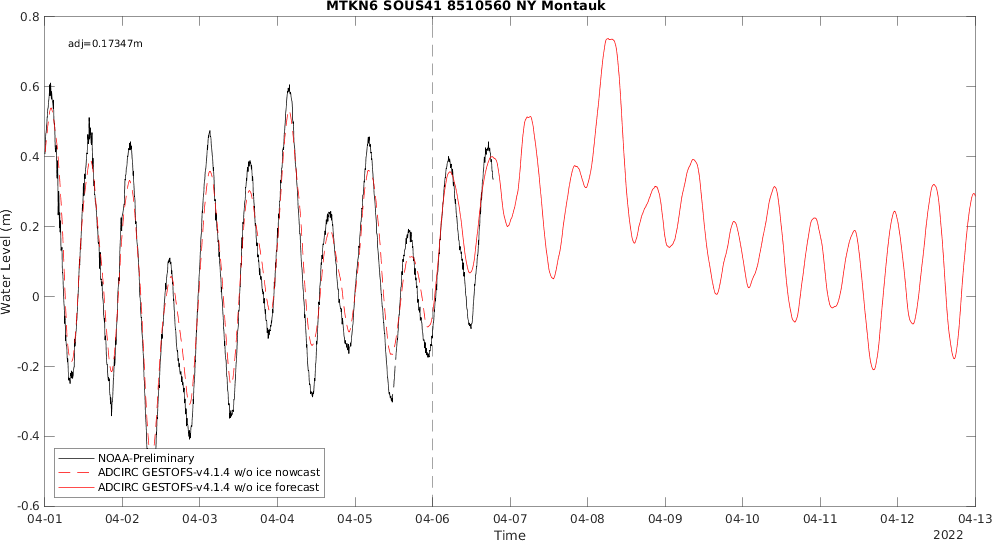 MTKN6 SOUS41 8510560 NY Montauk
adj=0.17347m
Water Level (m)
0.8
0.6
0.4
0.2
0
-0.2
-0.4
-0.6
NOAA-Preliminary
ADCIRC GESTOFS-v4.1.4 w/o ice nowcast
ADCIRC GESTOFS-v4.1.4 w/o ice forecast
04-01 04-02 04-03 04-04 04-05 04-06 04-07 04-08 04-09 04-10 04-11 04-12 04-13
Time
2022